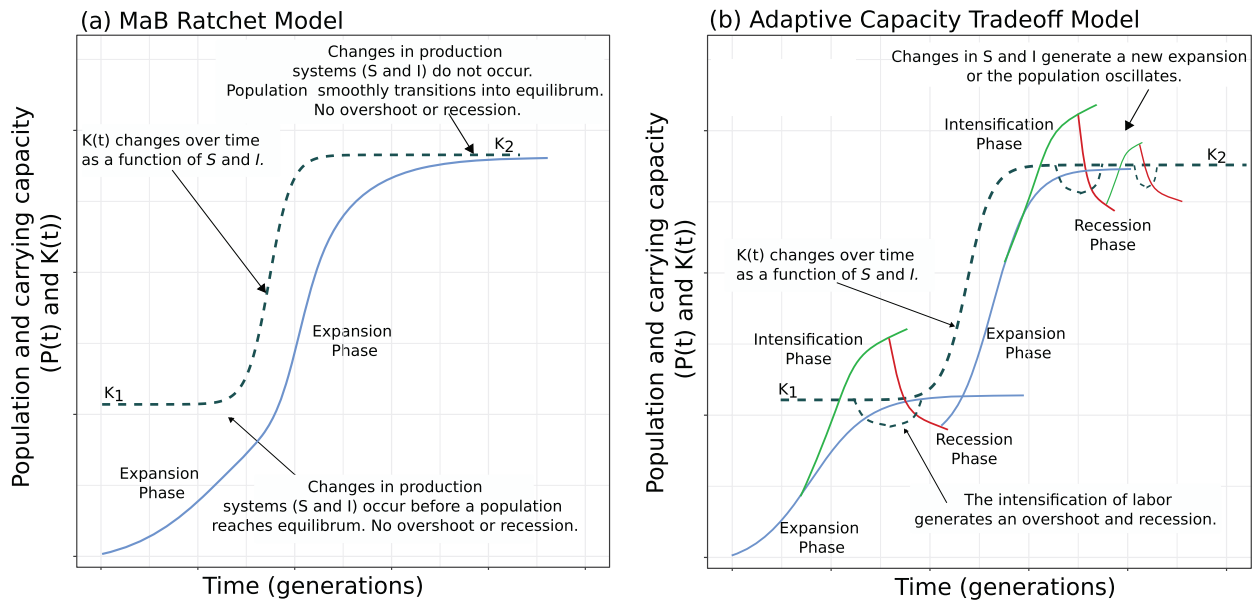 (a) MaB Ratchet Model
Changes in production
systems (S and I) do not occur.
Population smoothly transitions into equilibrum.
No overshoot or recession.
K(t) changes over time
as a function of S and I.
K2
K1
Expansion
Phase
Expansion
Phase
Changes in production
systems (S and I) occur before a population
reaches equilibrum. No overshoot or recession.
Population and carrying capacity
(P(t) and K(t))
Time (generations)
(b) Adaptive Capacity Tradeoff Model
Changes in S and I generate a new expansion
or the population oscillates.
Intensification
Phase
K2
Recession
Phase
K(t) changes over time
as a function of S and I.
Intensification
Phase
Expansion
Phase
K1
Recession
Phase
The intensification of labor
generates an overshoot and recession.
Expansion
Phase
Population and carrying capacity
(P(t) and K(t))
Time (generations)